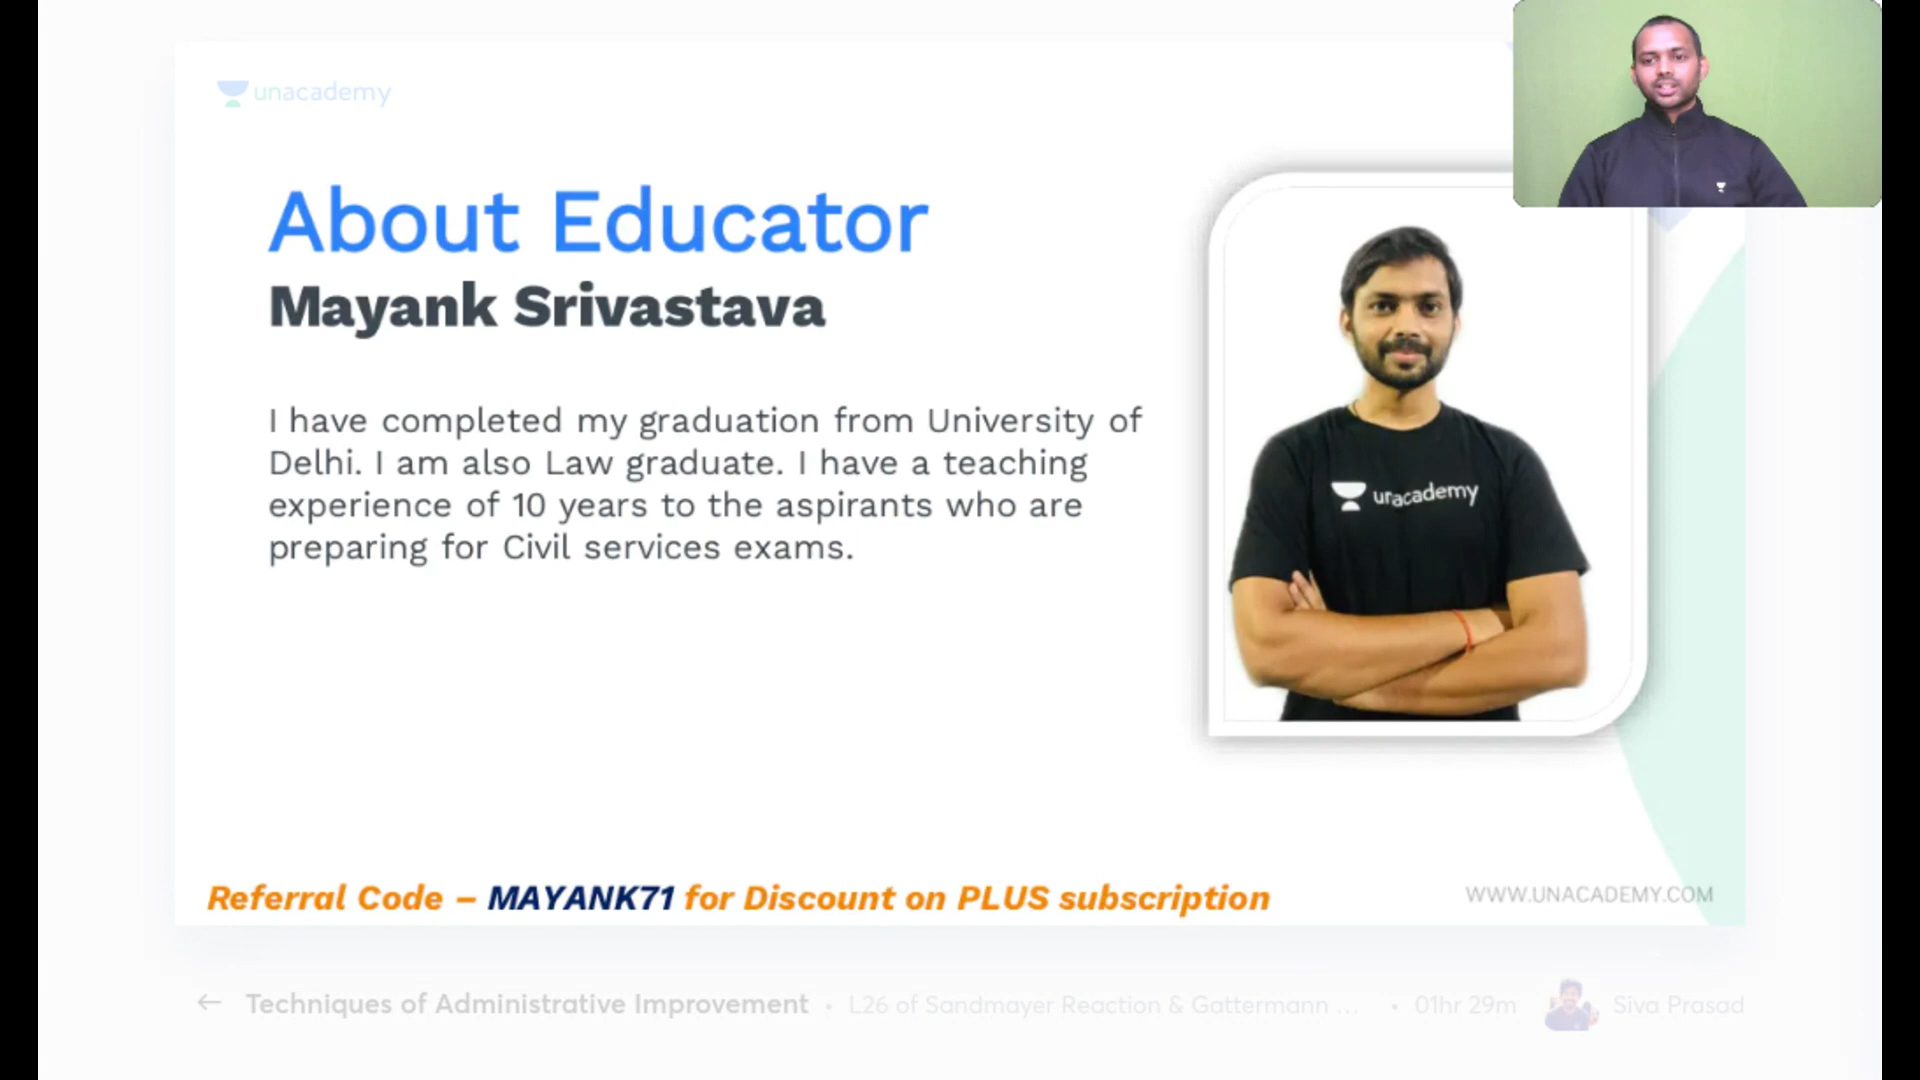 unacademy
About Educator
Mayank Srivastava
I have completed my graduation from University of
Delhi. I am also Law graduate. I have a teaching
experience of 10 years to the aspirants who are
preparing for Civil services exams.
unacademy
Referral Code – MAYANK71 for Discount on PLUS subscription
WWW.UNACADEMY.COM
← Techniques of Administrative Improvement • L26 of Sandmayer Reaction & Gattermann ... • 01hr 29m Siva Prasad